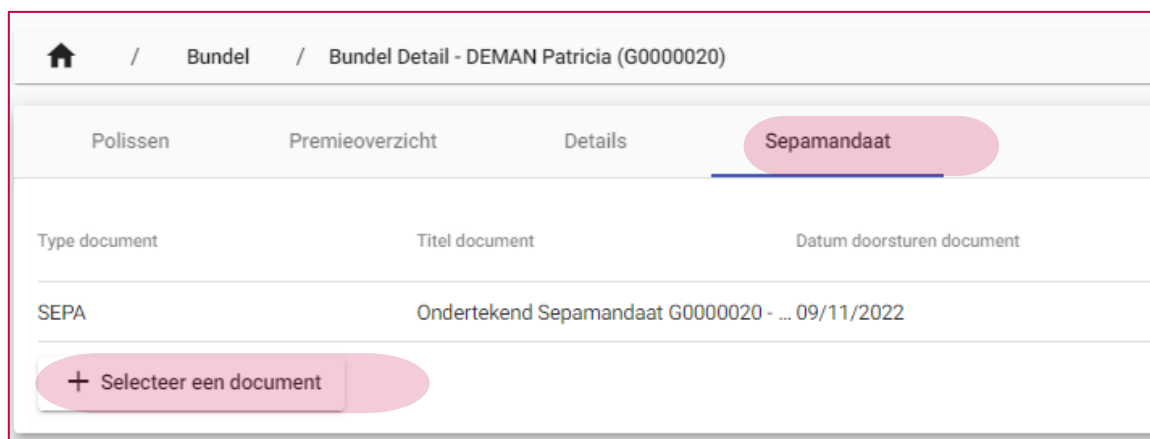 / Bundel / Bundel Detail - DEMAN Patricia (G0000020)
Polissen Premieoverzicht Details Sepamandaat
Type document Titel document Datum doorsturen document
SEPA Ondertekend Sepamandaat G0000020 - ... 09/11/2022
+ Selecteer een document